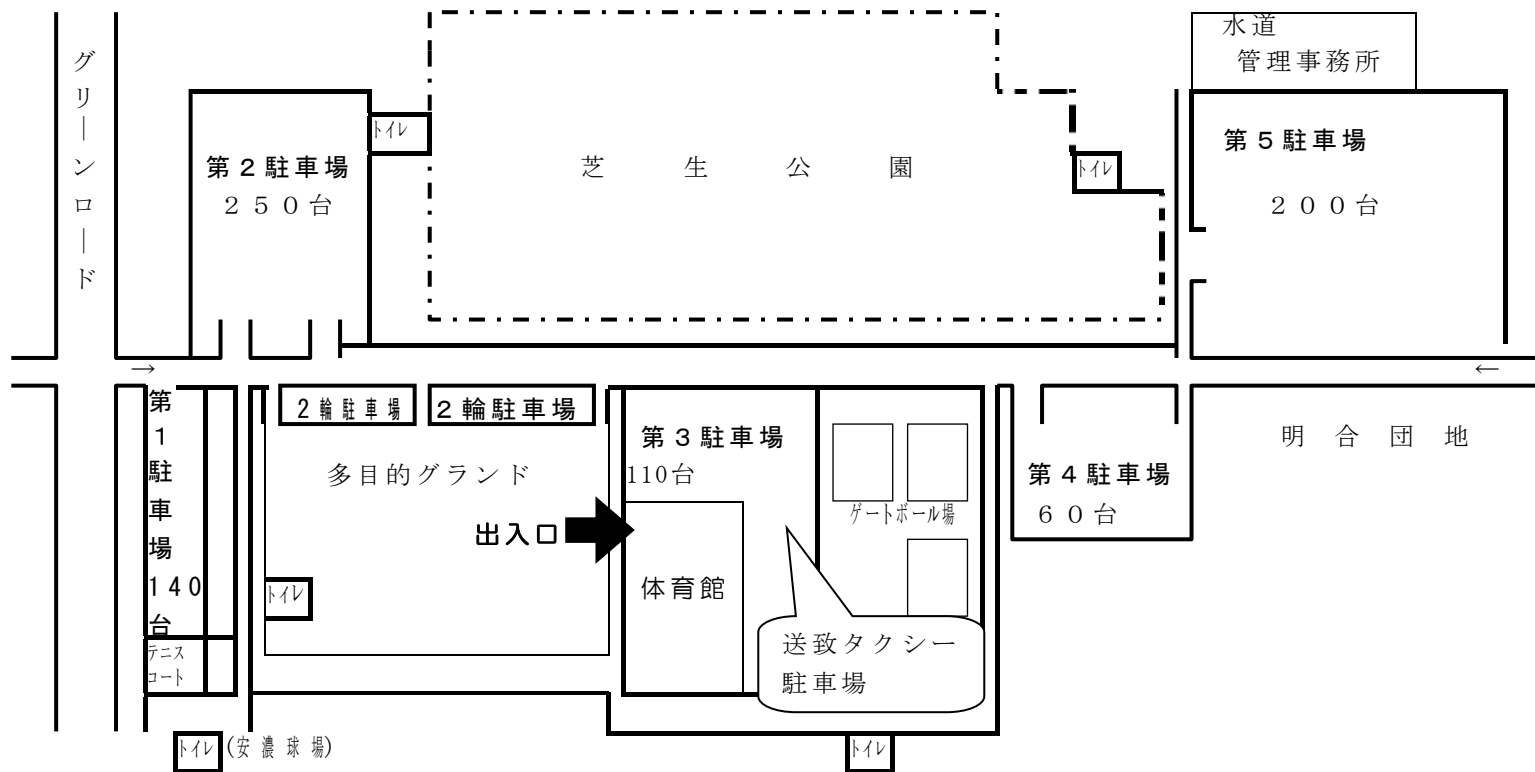 グリーンロード
水道
管理事務所
トイレ
第２駐車場
２５０台
芝生公園
トイレ
第５駐車場
２００台
→
←
第１駐車場１４０台
２輪駐車場
２輪駐車場
多目的グランド
出入口
第３駐車場
110台
体育館
ゲートボール場
第４駐車場
６０台
明合団地
トイレ
送致タクシー
駐車場
テニス
コート
トイレ
(安濃球場)
トイレ